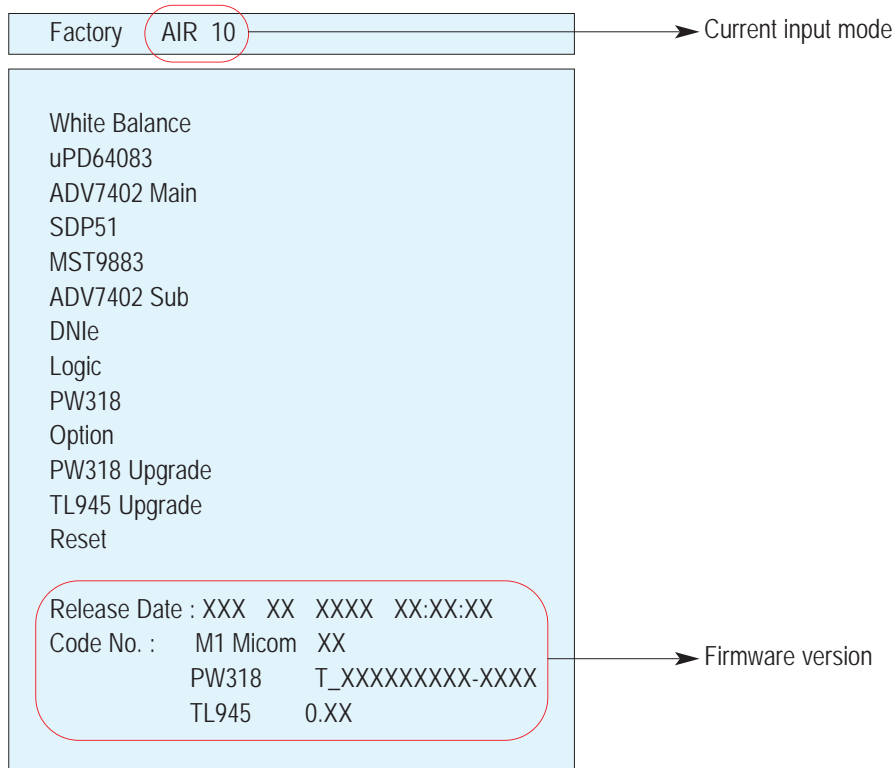 Factory AIR 10
Current input mode
White Balance
uPD64083
ADV7402 Main
SDP51
MST9883
ADV7402 Sub
DNIe
Logic
PW318
Option
PW318 Upgrade
TL945 Upgrade
Reset
Release Date : XXX XX XXXX XX:XX:XX
Code No. : M1 Micom XX
PW318 T_XXXXXXXXX-XXXX
TL945 0.XX
Firmware version